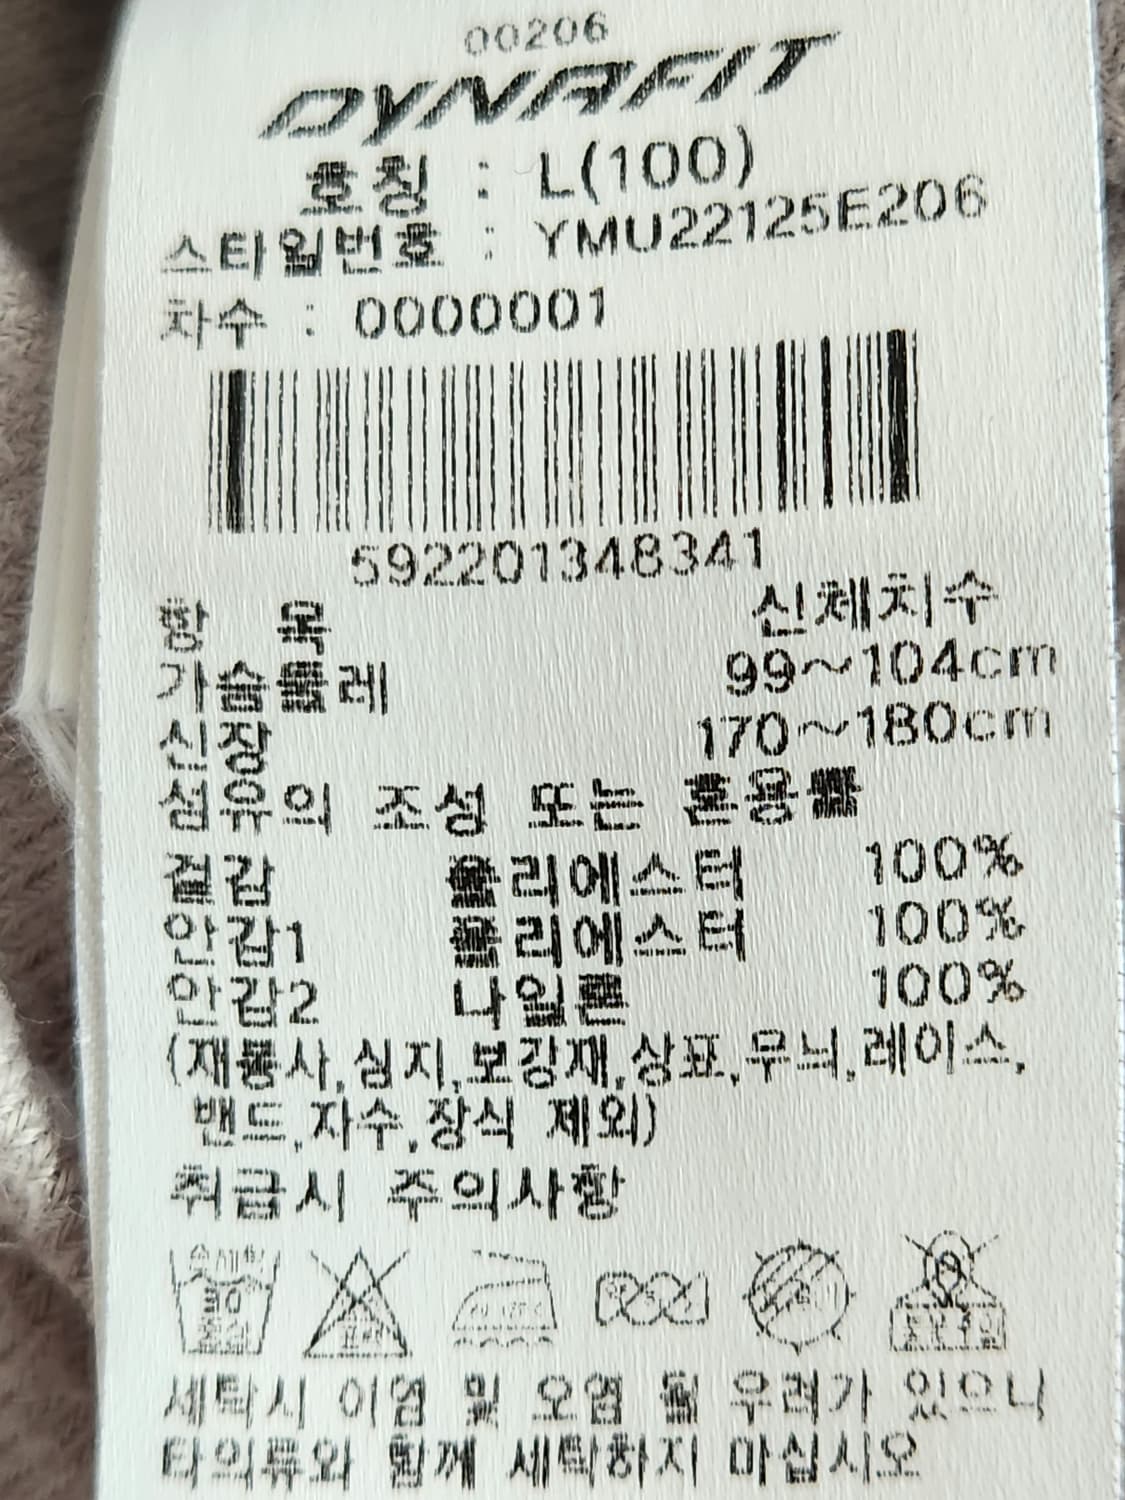 00206
DYNAFIT
호칭 : L(100)
스타일번호 : YMU22125E206
차수 : 0000001
592201348341
항 목 신체치수
가슴둘레 99~104cm
신장 170~180cm
섬유의 조성 또는 혼용률
겉감 폴리에스터 100%
안감1 폴리에스터 100%
안감2 나일론 100%
(재봉사,심지,보강재,상표,무늬,레이스,
밴드,자수,장식 제외)
취급시 주의사항
손세탁
30
중성
세탁시 이염 및 오염 될 우려가 있으니
타의류와 함께 세탁하지 마십시오